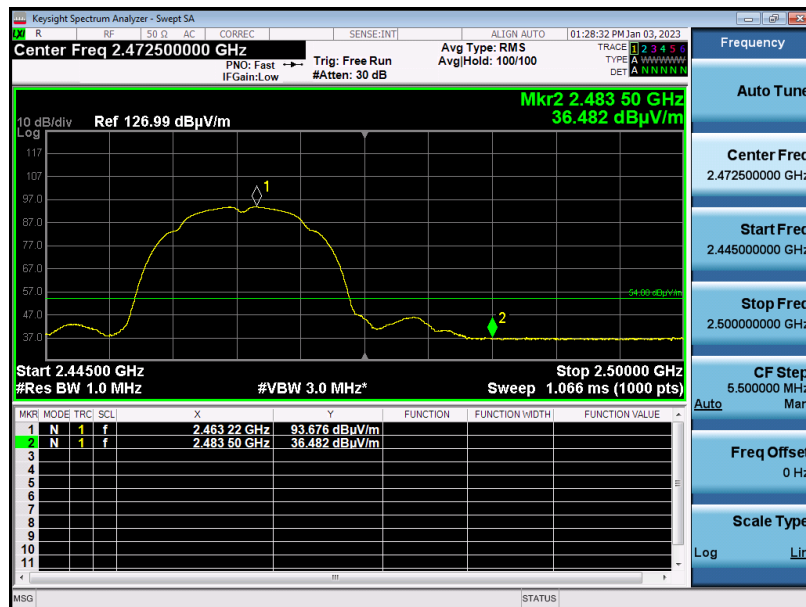 Keysight Spectrum Analyzer - Swept SA
LXI R RF 50 Ω AC CORREC SENSE:INT ALIGN AUTO 01:28:32 PM Jan 03, 2023
Center Freq 2.472500000 GHz
PNO: Fast
IFGain:Low
Trig: Free Run
#Atten: 30 dB
Avg Type: RMS
Avg|Hold: 100/100
TRACE 1 2 3 4 5 6
TYPE A WWWWW
DET A N N N N N
Mkr2 2.483 50 GHz
36.482 dBµV/m
10 dB/div Ref 126.99 dBµV/m
Log
117
107
97.0
87.0
77.0
67.0
57.0
47.0
37.0
1
54.00 dBµV/m
2
Start 2.44500 GHz Stop 2.50000 GHz
#Res BW 1.0 MHz #VBW 3.0 MHz* Sweep 1.066 ms (1000 pts)
MKR MODE TRC SCL X Y FUNCTION FUNCTION WIDTH FUNCTION VALUE
1 N 1 f 2.463 22 GHz 93.676 dBµV/m
2 N 1 f 2.483 50 GHz 36.482 dBµV/m
3
4
5
6
7
8
9
10
11
MSG STATUS
Frequency
Auto Tune
Center Freq
2.472500000 GHz
Start Freq
2.445000000 GHz
Stop Freq
2.500000000 GHz
CF Step
5.500000 MHz
Auto Man
Freq Offset
0 Hz
Scale Type
Log Lin